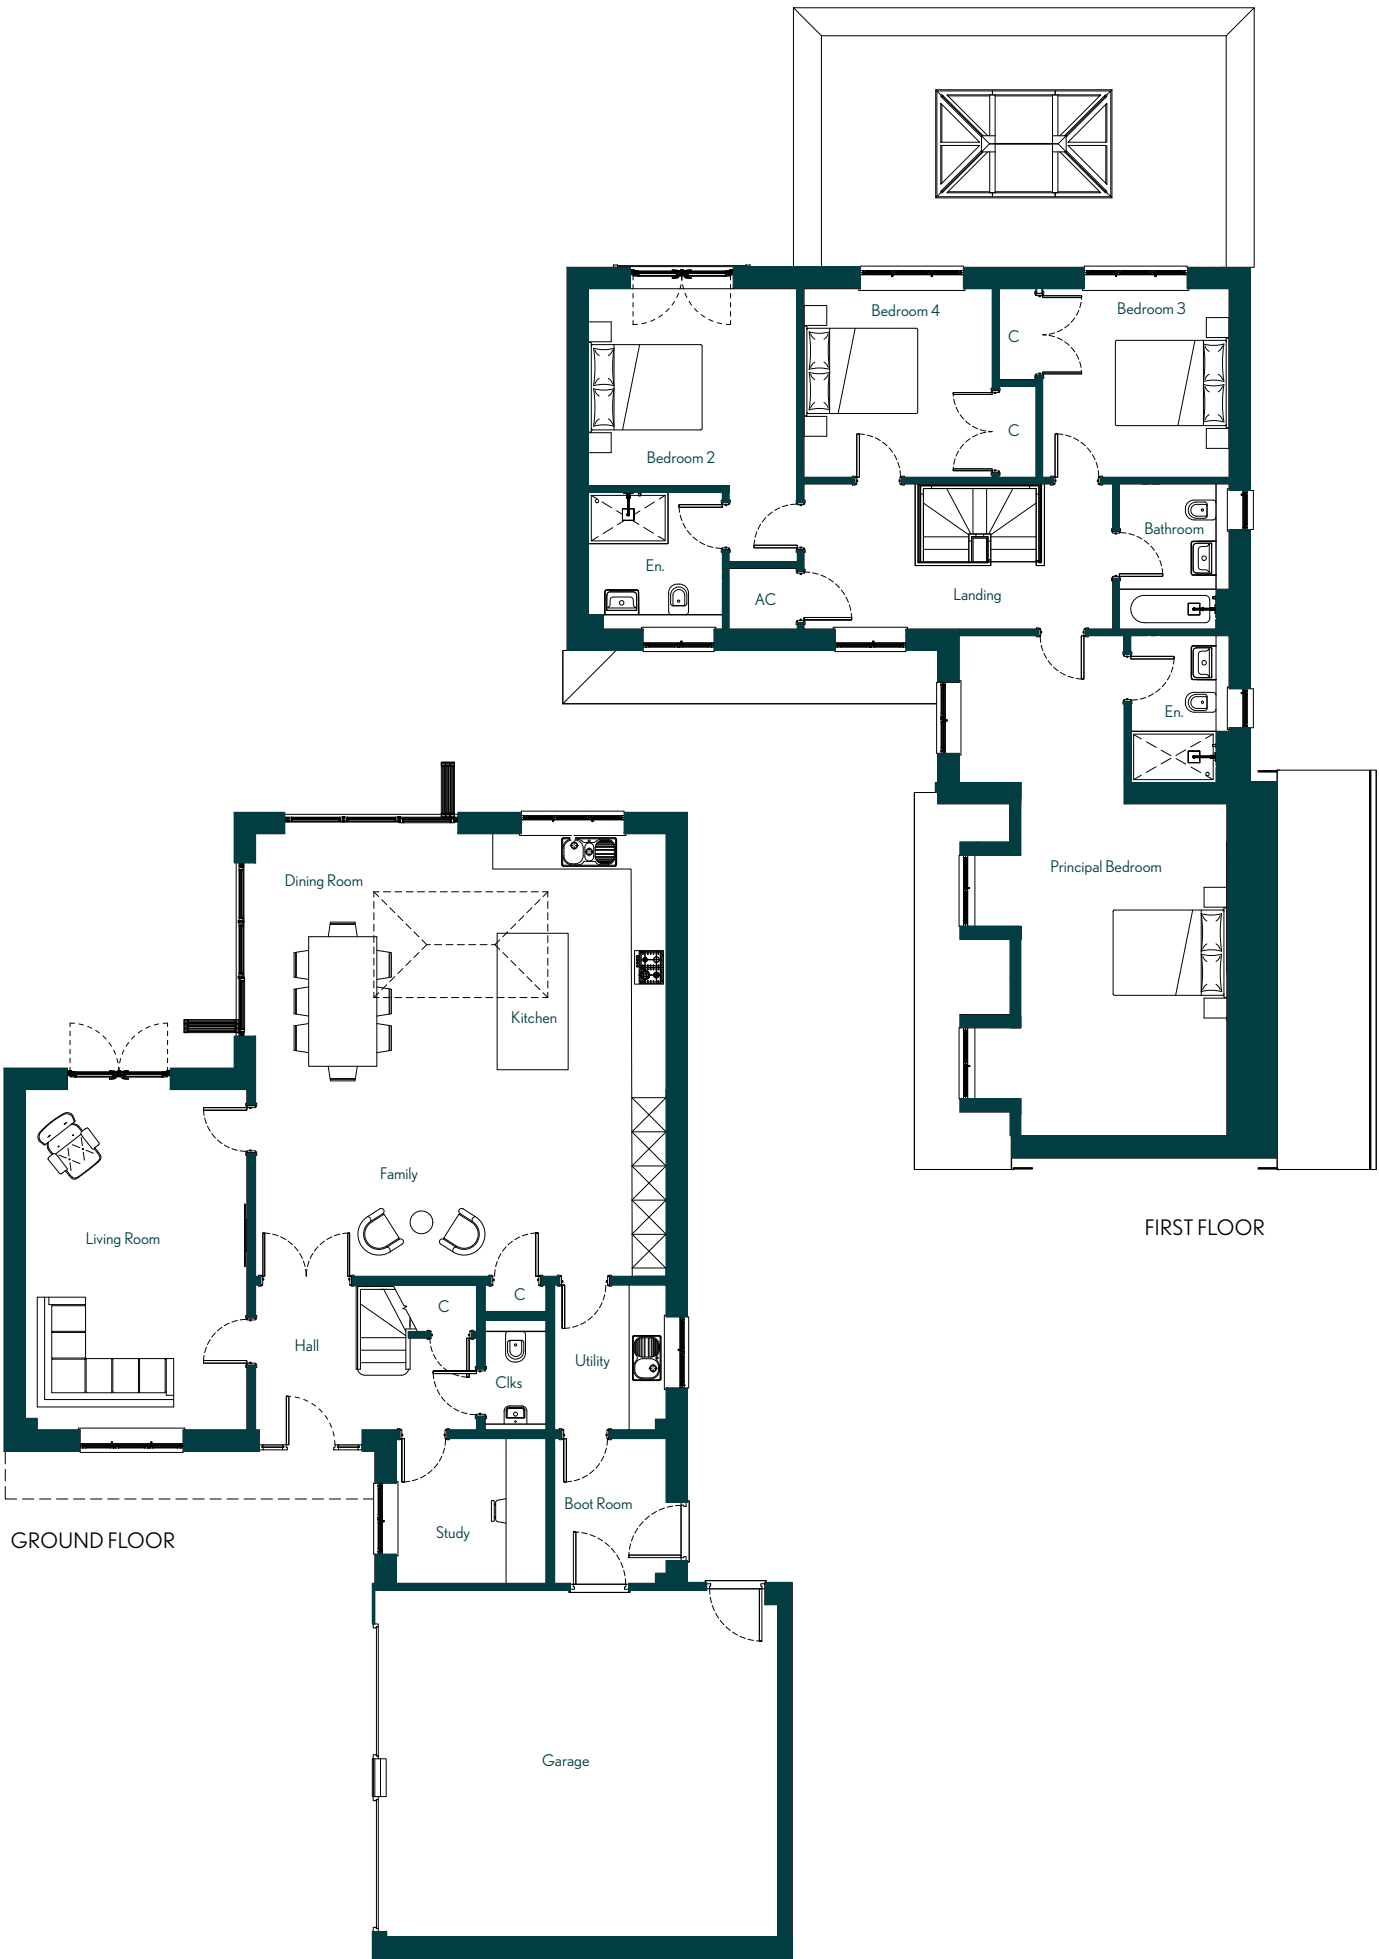 Bedroom 4
Bedroom 3
C
C
Bedroom 2
Bathroom
En.
AC
Landing
En.
Principal Bedroom
FIRST FLOOR
Dining Room
Kitchen
Family
Living Room
C
C
Hall
Utility
Clks
Boot Room
Study
GROUND FLOOR
Garage